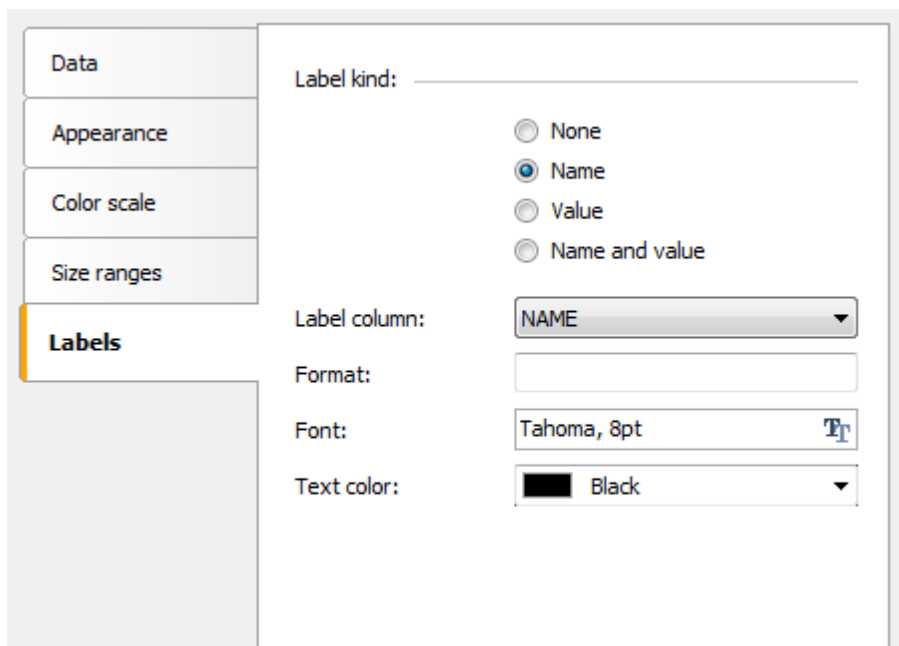 Data
Appearance
Color scale
Size ranges
Labels
Label kind:
None
Name
Value
Name and value
Label column: NAME
Format:
Font: Tahoma, 8pt
Text color: Black